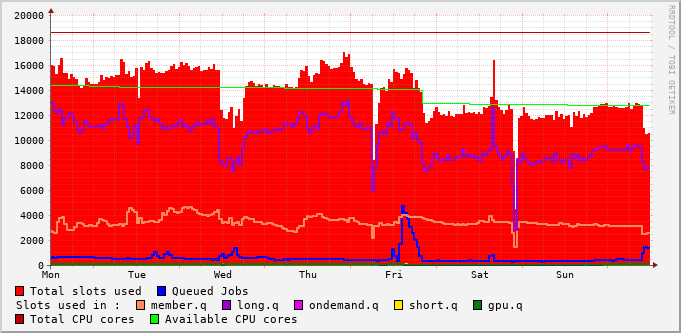 RRDTOOL / TOBI OETIKER
20000
18000
16000
14000
12000
10000
8000
6000
4000
2000
0
Mon Tue Wed Thu Fri Sat Sun
Total slots used Queued Jobs
Slots used in : member.q long.q ondemand.q short.q gpu.q
Total CPU cores Available CPU cores